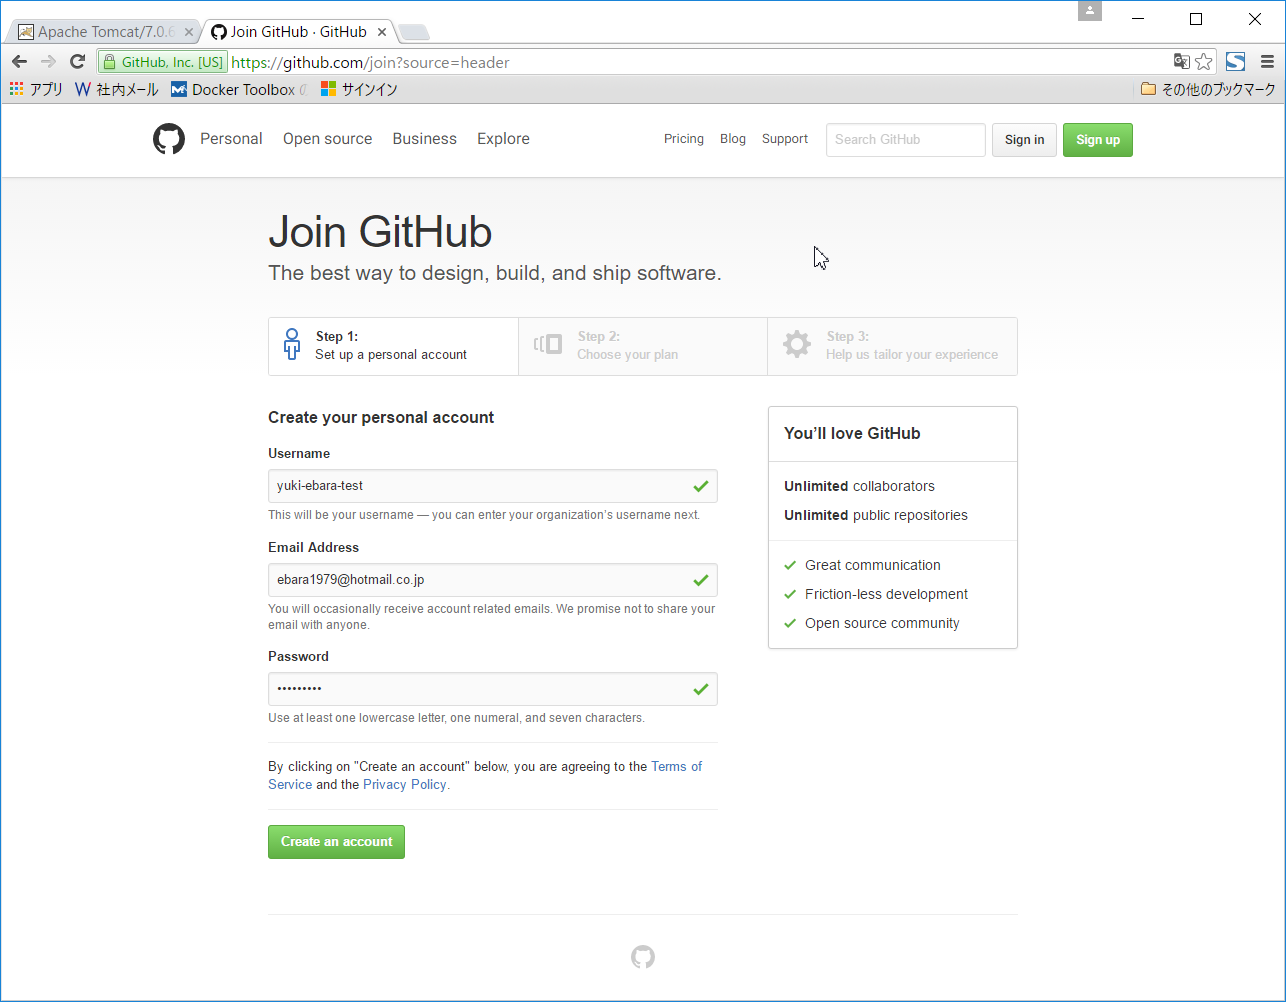 Apache Tomcat/7.0.6
Join GitHub · GitHub
GitHub, Inc. [US]
https://github.com/join?source=header
アプリ
社内メール
Docker Toolbox
サインイン
その他のブックマーク
Personal
Open source
Business
Explore
Pricing
Blog
Support
Search GitHub
Sign in
Sign up
Join GitHub
The best way to design, build, and ship software.
Step 1:
Set up a personal account
Step 2:
Choose your plan
Step 3:
Help us tailor your experience
Create your personal account
Username
yuki-ebara-test
This will be your username — you can enter your organization’s username next.
Email Address
ebara1979@hotmail.co.jp
You will occasionally receive account related emails. We promise not to share your
email with anyone.
Password
•••••••••
Use at least one lowercase letter, one numeral, and seven characters.
By clicking on "Create an account" below, you are agreeing to the Terms of
Service and the Privacy Policy.
Create an account
You’ll love GitHub
Unlimited collaborators
Unlimited public repositories
Great communication
Friction-less development
Open source community